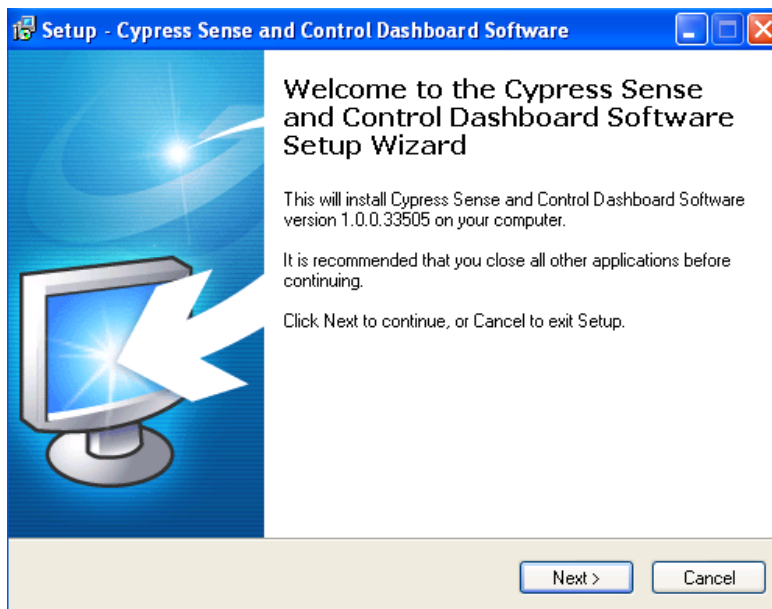 Setup - Cypress Sense and Control Dashboard Software
Welcome to the Cypress Sense
and Control Dashboard Software
Setup Wizard
This will install Cypress Sense and Control Dashboard Software
version 1.0.0.33505 on your computer.
It is recommended that you close all other applications before
continuing.
Click Next to continue, or Cancel to exit Setup.
Next >
Cancel